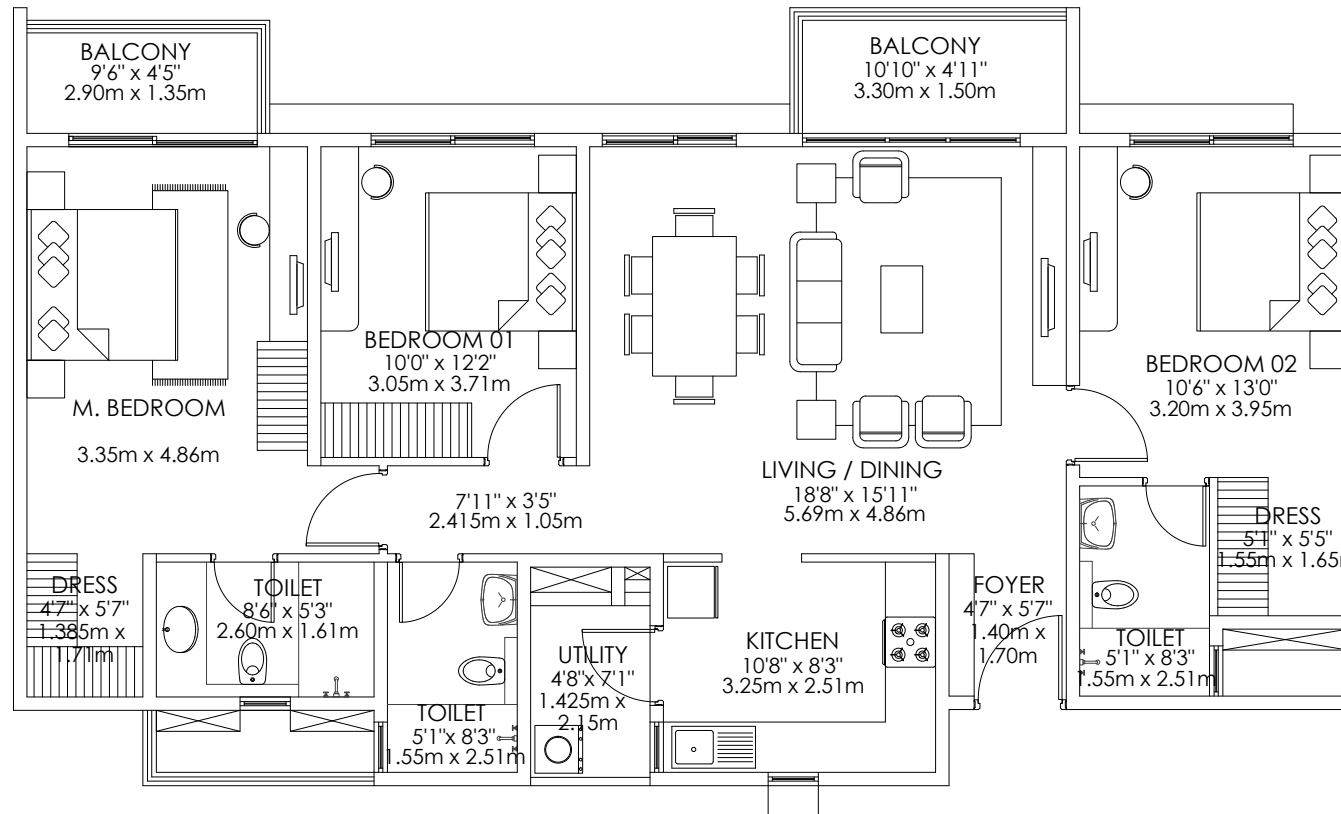 BALCONY
9'6" x 4'5"
2.90m x 1.35m
BALCONY
10'10" x 4'11"
3.30m x 1.50m
M. BEDROOM
3.35m x 4.86m
BEDROOM 01
10'0" x 12'2"
3.05m x 3.71m
7'11" x 3'5"
2.415m x 1.05m
LIVING / DINING
18'8" x 15'11"
5.69m x 4.86m
BEDROOM 02
10'6" x 13'0"
3.20m x 3.95m
DRESS
5'1" x 5'5"
1.55m x 1.65m
DRESS
4'7" x 5'7"
1.385m x
1.71m
TOILET
8'6" x 5'3"
2.60m x 1.61m
TOILET
5'1"x 8'3"
1.55m x 2.51m
UTILITY
4'8"x 7'1"
1.425m x
2.15m
KITCHEN
10'8" x 8'3"
3.25m x 2.51m
FOYER
4'7" x 5'7"
1.40m x
1.70m
TOILET
5'1" x 8'3"
1.55m x 2.51m